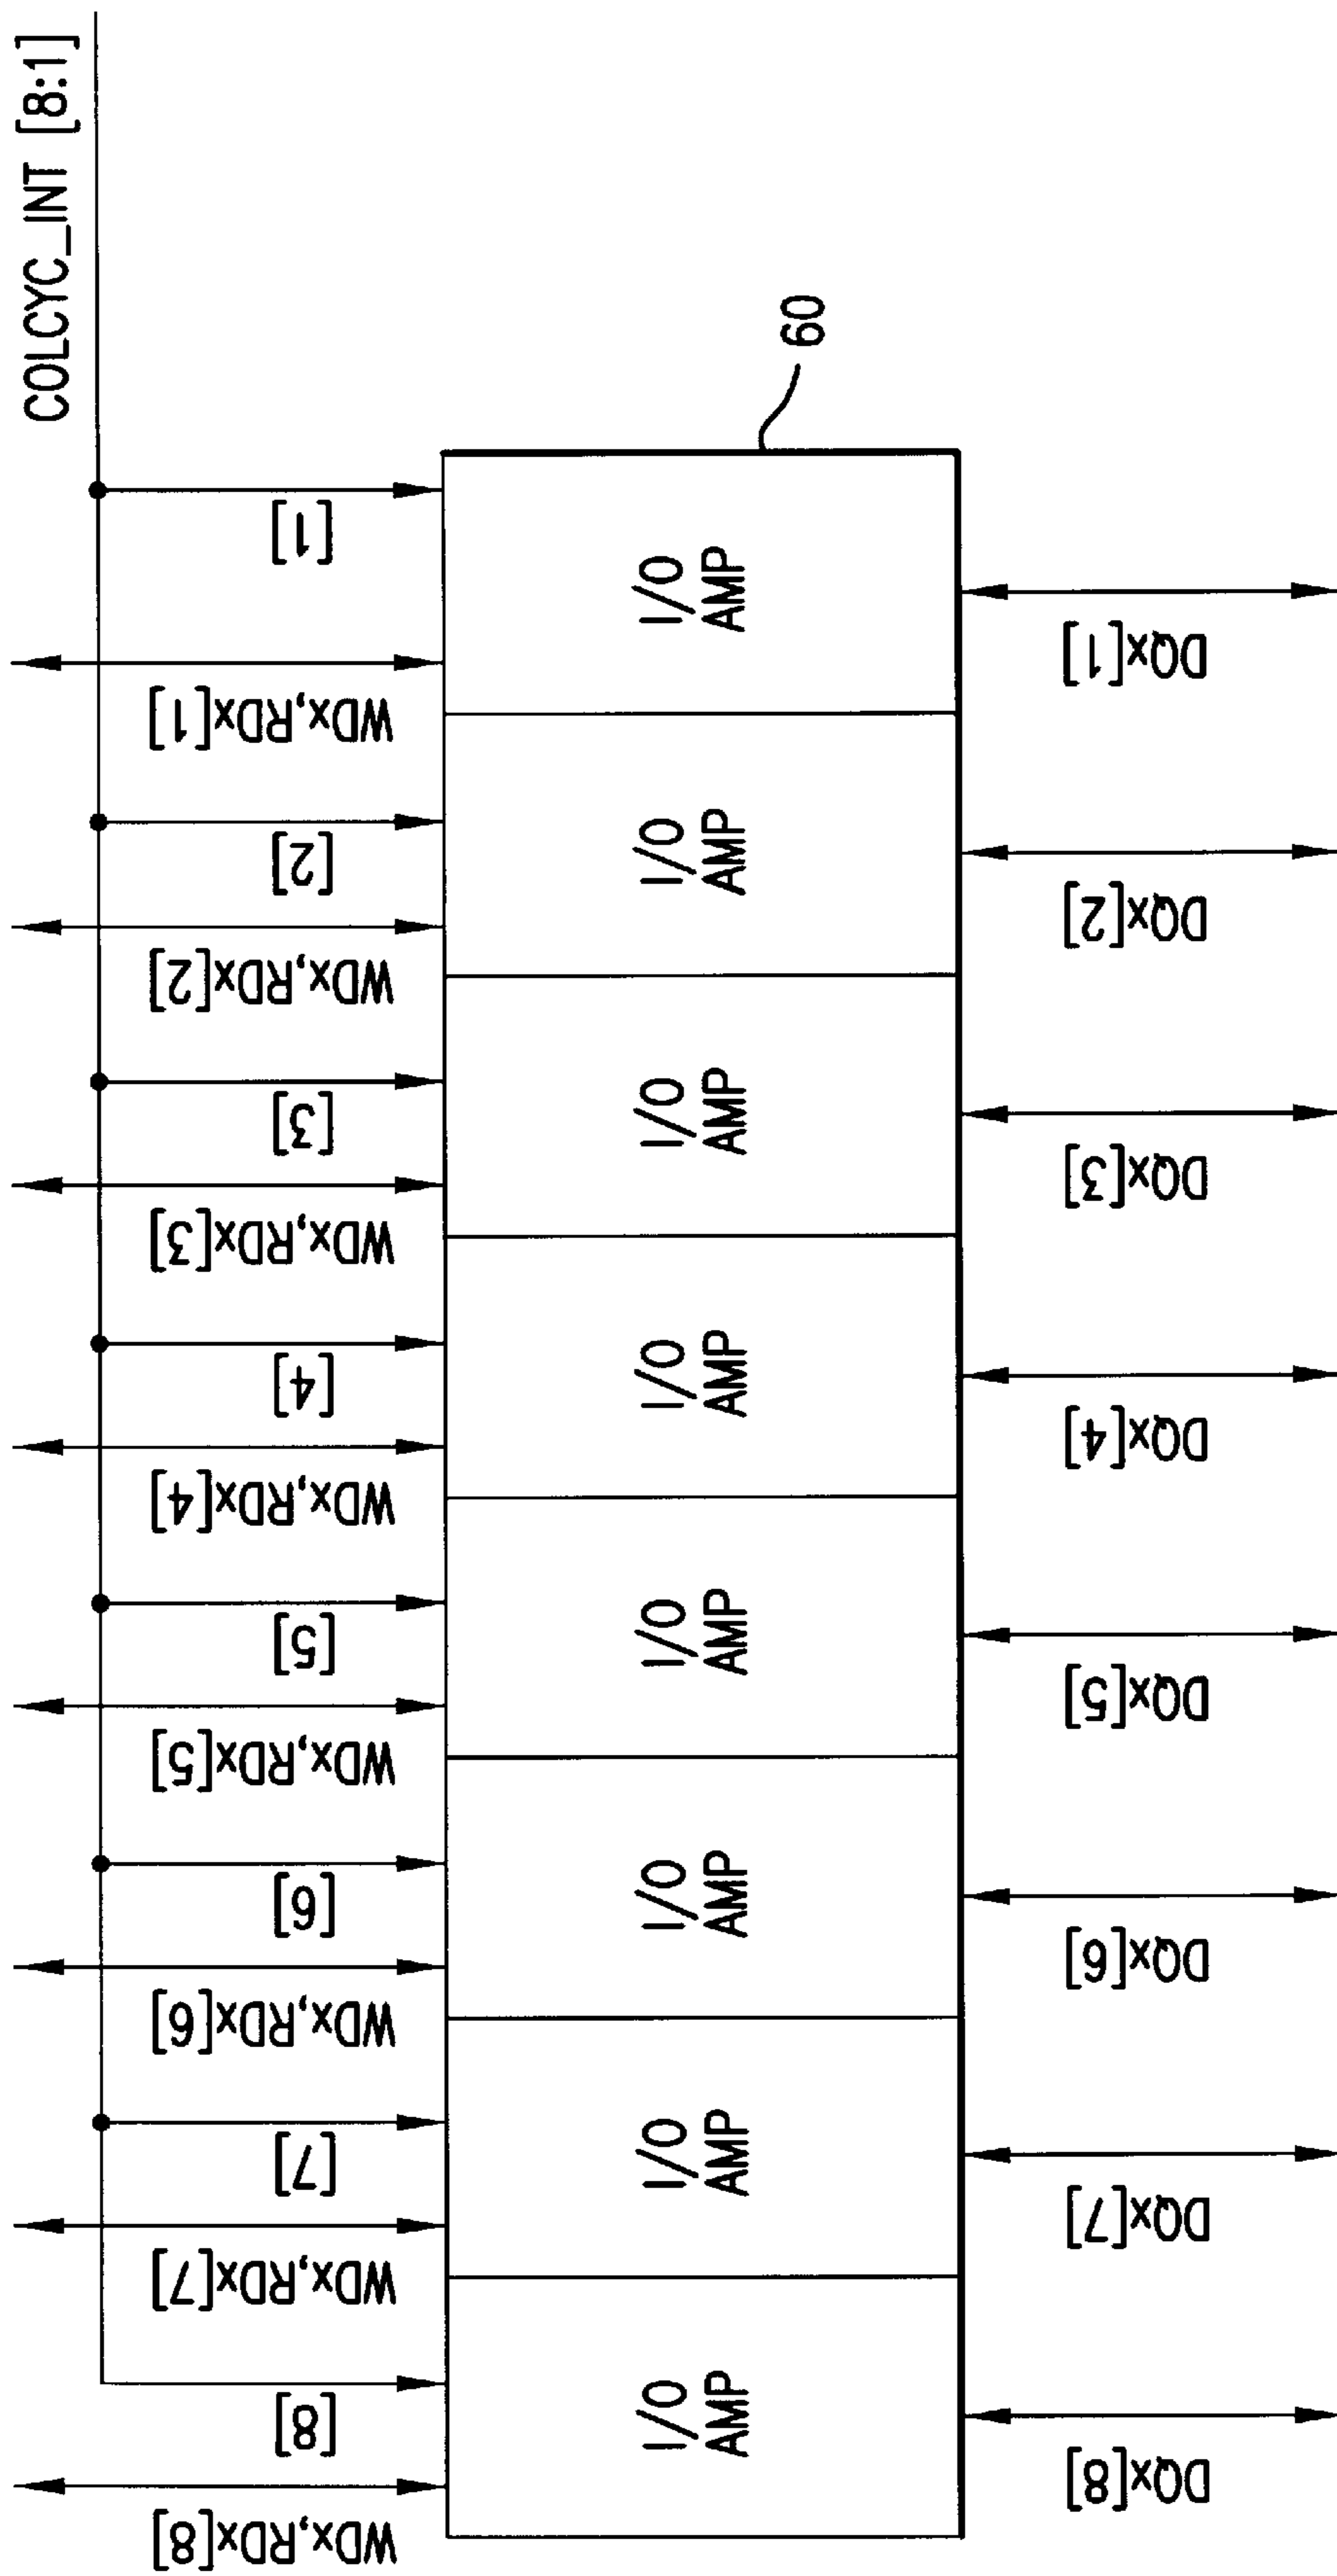 COLCYC_INT [8:1]
WDx,RDx[8]
[8]
WDx,RDx[7]
[7]
WDx,RDx[6]
[6]
WDx,RDx[5]
[5]
WDx,RDx[4]
[4]
WDx,RDx[3]
[3]
WDx,RDx[2]
[2]
WDx,RDx[1]
[1]
I/O
AMP
I/O
AMP
I/O
AMP
I/O
AMP
I/O
AMP
I/O
AMP
I/O
AMP
I/O
AMP
60
DQx[8]
DQx[7]
DQx[6]
DQx[5]
DQx[4]
DQx[3]
DQx[2]
DQx[1]